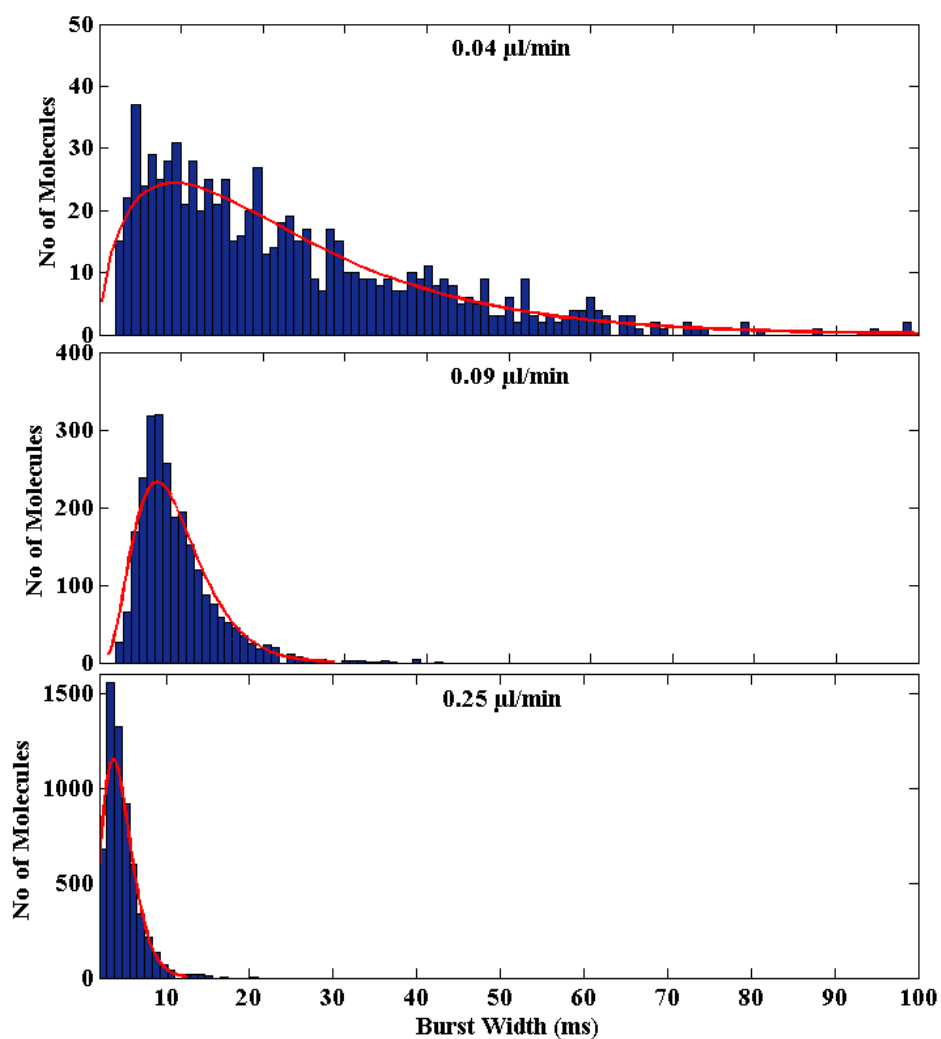 50
0.04 µl/min
40
30
20
10
0
No of Molecules
400
0.09 µl/min
300
200
100
0
No of Molecules
1500
0.25 µl/min
1000
500
0
No of Molecules
10 20 30 40 50 60 70 80 90 100
Burst Width (ms)